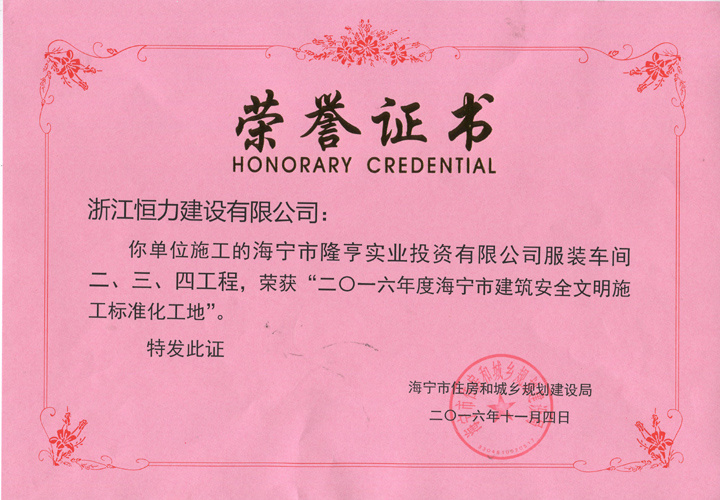 荣誉证书
HONORARY CREDENTIAL
浙江恒力建设有限公司：
你单位施工的海宁市隆亨实业投资有限公司服装车间
二、三、四工程，荣获“二〇一六年度海宁市建筑安全文明施
工标准化工地”。
特发此证
海宁市住房和城乡规划建设局
二〇一六年十一月四日